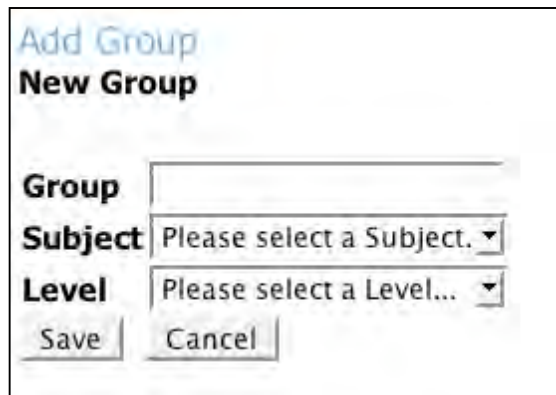 Add Group
New Group
Group
Subject Please select a Subject.
Level Please select a Level...
Save Cancel